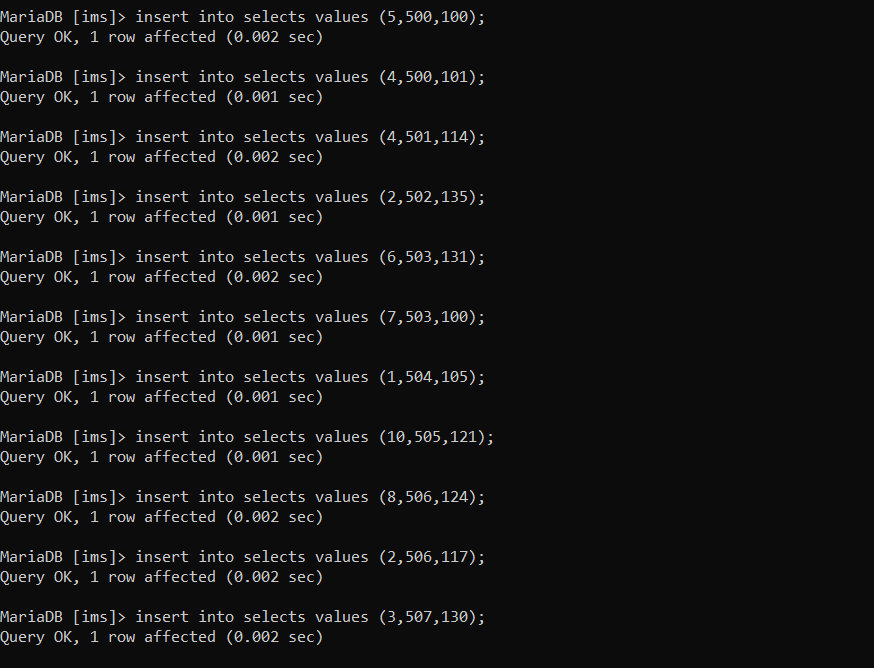 MariaDB [ims]> insert into selects values (5,500,100);
Query OK, 1 row affected (0.002 sec)
MariaDB [ims]> insert into selects values (4,500,101);
Query OK, 1 row affected (0.001 sec)
MariaDB [ims]> insert into selects values (4,501,114);
Query OK, 1 row affected (0.002 sec)
MariaDB [ims]> insert into selects values (2,502,135);
Query OK, 1 row affected (0.001 sec)
MariaDB [ims]> insert into selects values (6,503,131);
Query OK, 1 row affected (0.002 sec)
MariaDB [ims]> insert into selects values (7,503,100);
Query OK, 1 row affected (0.001 sec)
MariaDB [ims]> insert into selects values (1,504,105);
Query OK, 1 row affected (0.001 sec)
MariaDB [ims]> insert into selects values (10,505,121);
Query OK, 1 row affected (0.001 sec)
MariaDB [ims]> insert into selects values (8,506,124);
Query OK, 1 row affected (0.002 sec)
MariaDB [ims]> insert into selects values (2,506,117);
Query OK, 1 row affected (0.002 sec)
MariaDB [ims]> insert into selects values (3,507,130);
Query OK, 1 row affected (0.002 sec)